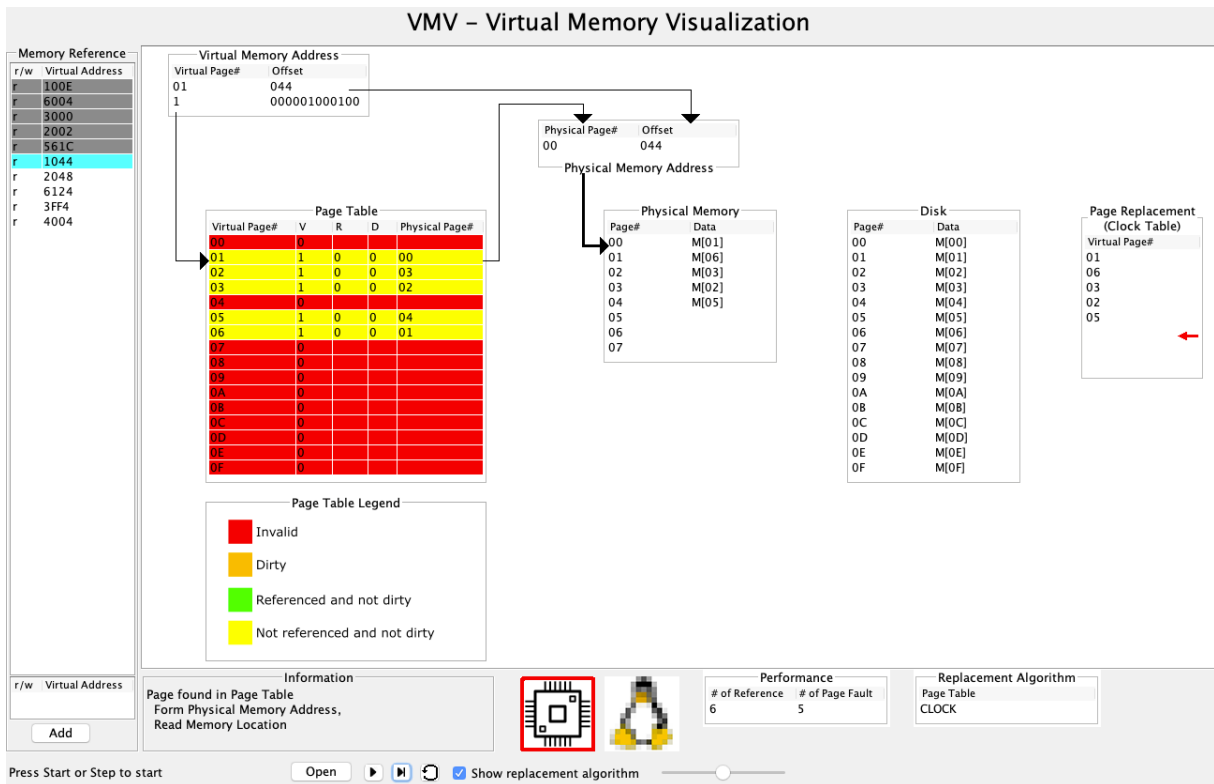 VMV – Virtual Memory Visualization
Memory Reference
r/w Virtual Address
r 100E
r 6004
r 3000
r 2002
r 561C
r 1044
r 2048
r 6124
r 3FF4
r 4004
r/w Virtual Address
Add
Virtual Memory Address
Virtual Page# Offset
01 044
1 000001000100
Physical Page# Offset
00 044
Physical Memory Address
Page Table
Virtual Page# V R D Physical Page#
00 0
01 1 0 0 00
02 1 0 0 03
03 1 0 0 02
04 0
05 1 0 0 04
06 1 0 0 01
07 0
08 0
09 0
0A 0
0B 0
0C 0
0D 0
0E 0
0F 0
Physical Memory
Page# Data
00 M[01]
01 M[06]
02 M[03]
03 M[02]
04 M[05]
05
06
07
Disk
Page# Data
00 M[00]
01 M[01]
02 M[02]
03 M[03]
04 M[04]
05 M[05]
06 M[06]
07 M[07]
08 M[08]
09 M[09]
0A M[0A]
0B M[0B]
0C M[0C]
0D M[0D]
0E M[0E]
0F M[0F]
Page Replacement
(Clock Table)
Virtual Page#
01
06
03
02
05
Page Table Legend
Invalid
Dirty
Referenced and not dirty
Not referenced and not dirty
Information
Page found in Page Table
Form Physical Memory Address,
Read Memory Location
Performance
# of Reference # of Page Fault
6 5
Replacement Algorithm
Page Table
CLOCK
Press Start or Step to start
Open
Show replacement algorithm